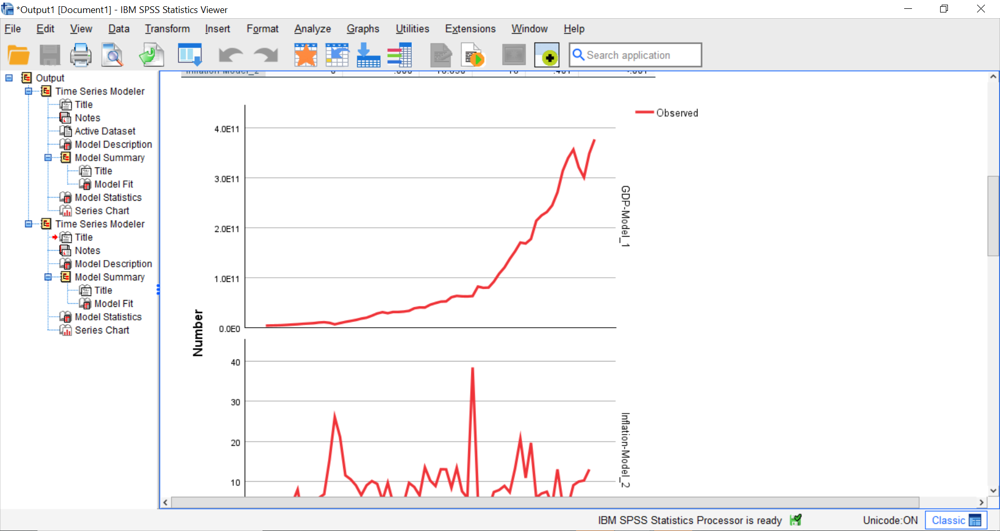 *Output1 [Document1] - IBM SPSS Statistics Viewer
File Edit View Data Transform Insert Format Analyze Graphs Utilities Extensions Window Help
Search application
Output
Time Series Modeler
Title
Notes
Active Dataset
Model Description
Model Summary
Title
Model Fit
Model Statistics
Series Chart
Time Series Modeler
Title
Notes
Model Description
Model Summary
Title
Model Fit
Model Statistics
Series Chart
Observed
4.0E11
3.0E11
2.0E11
1.0E11
0.0E0
GDP-Model_1
Number
40
30
20
10
Inflation-Model_2
IBM SPSS Statistics Processor is ready
Unicode:ON
Classic